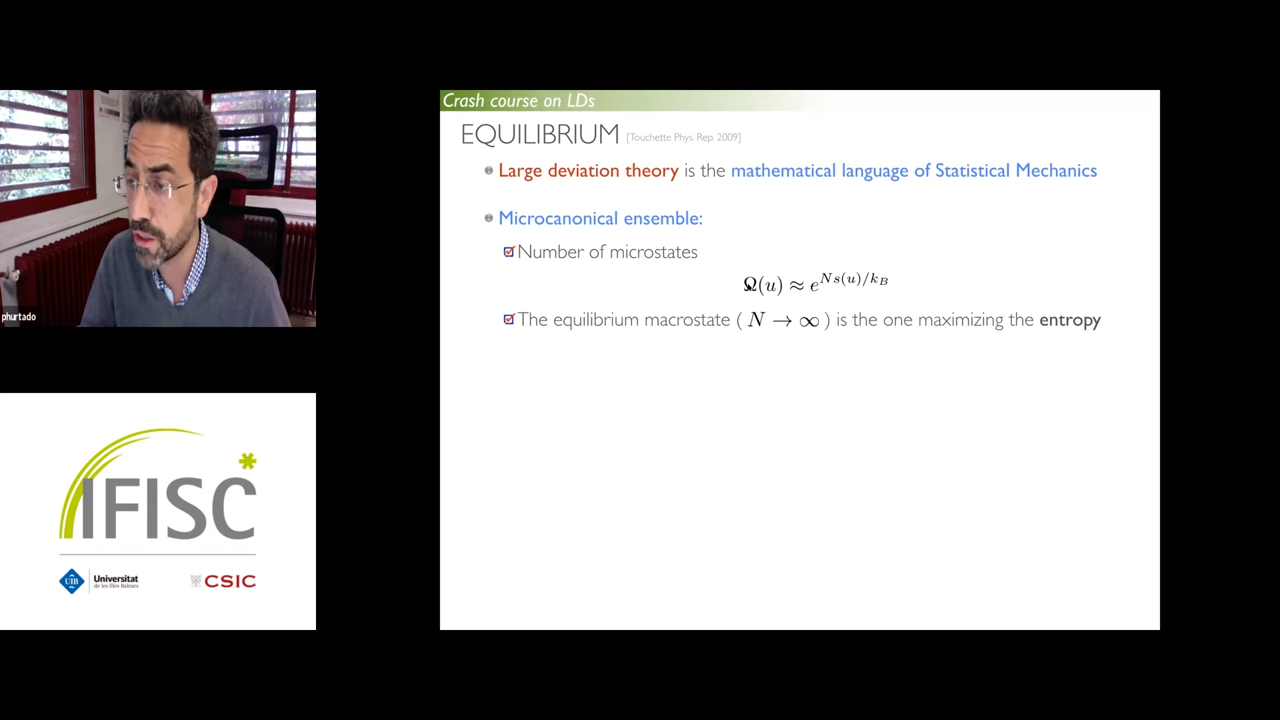 Crash course on LDs
EQUILIBRIUM [Touchette Phys. Rep. 2009]
Large deviation theory is the mathematical language of Statistical Mechanics
Microcanonical ensemble:
Number of microstates
Ω(u) ≈ e^{Ns(u)/k_B}
The equilibrium macrostate ( N → ∞ ) is the one maximizing the entropy
phurtado
IFISC
UIB Universitat de les Illes Balears
CSIC